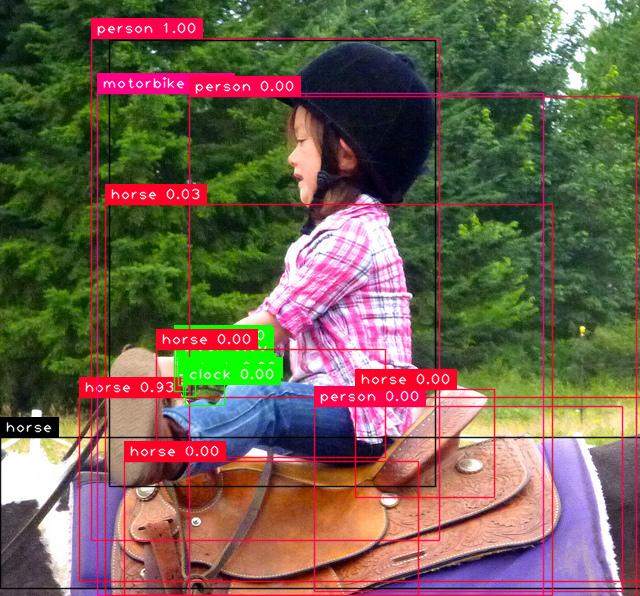 person 1.00
motorbike
person 0.00
horse 0.03
horse 0.00
clock 0.00
horse 0.93
horse 0.00
person 0.00
horse
horse 0.00